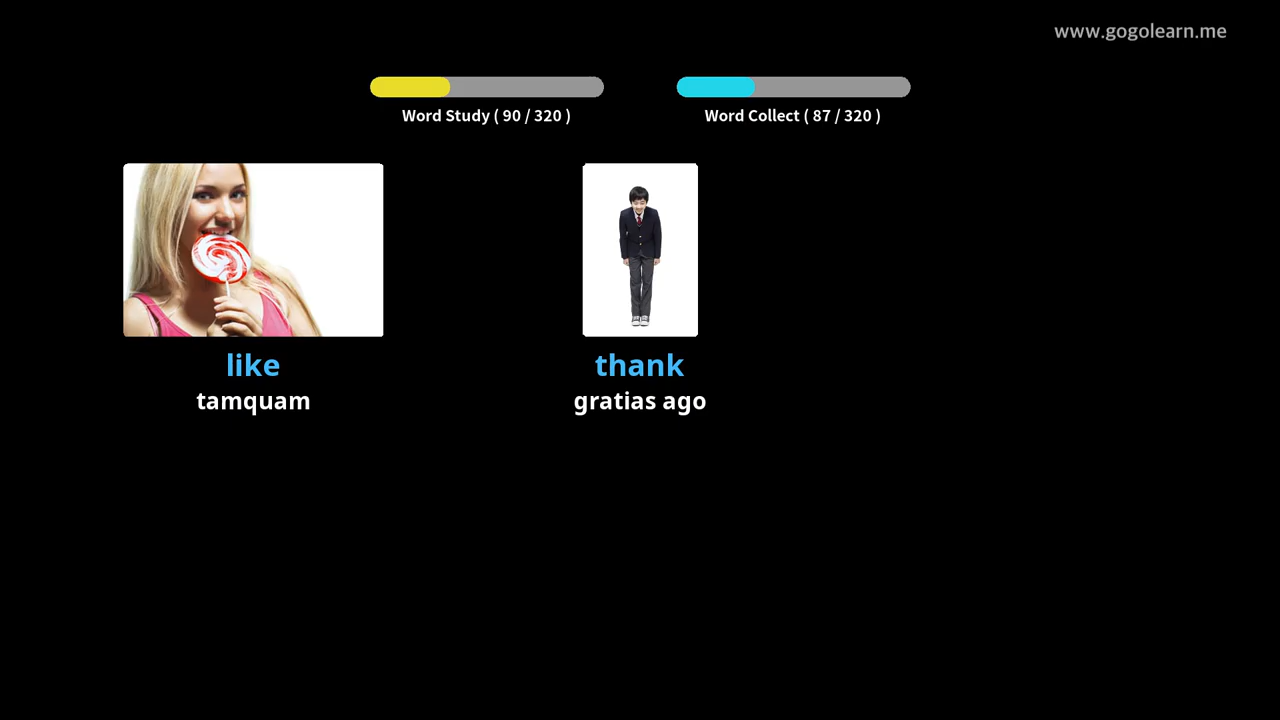 www.gogolearn.me
Word Study ( 90 / 320 )
Word Collect ( 87 / 320 )
like
tamquam
thank
gratias ago